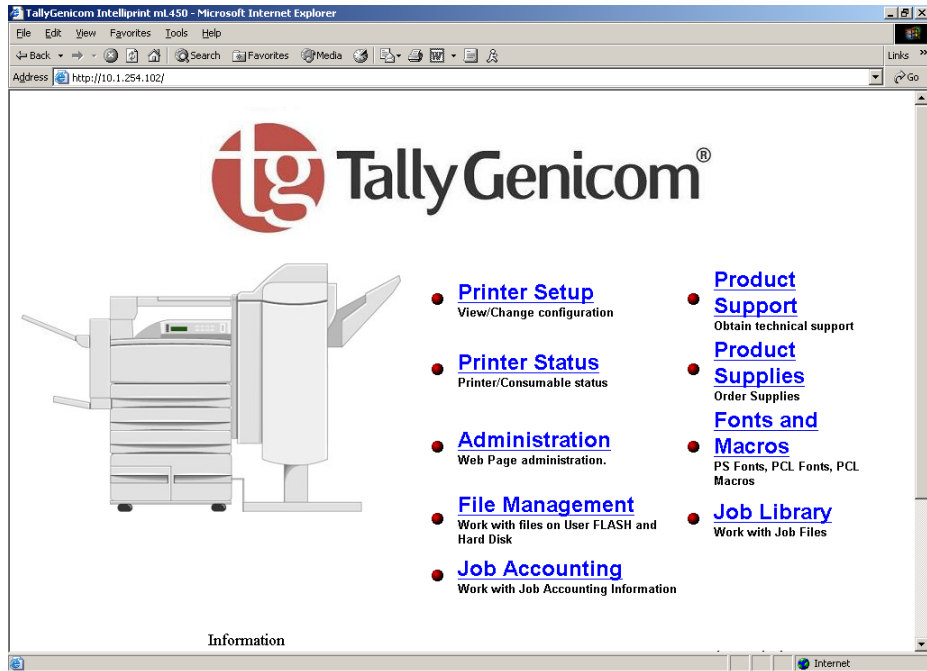 TallyGenicom Intelliprint mL450 - Microsoft Internet Explorer
File Edit View Favorites Tools Help
Back Search Favorites Media
Links »
Address http://10.1.254.102/
Go
tg TallyGenicom®
Printer Setup
View/Change configuration
Product
Support
Obtain technical support
Printer Status
Printer/Consumable status
Product
Supplies
Order Supplies
Administration
Web Page administration.
Fonts and
Macros
PS Fonts, PCL Fonts, PCL
Macros
File Management
Work with files on User FLASH and
Hard Disk
Job Library
Work with Job Files
Job Accounting
Work with Job Accounting Information
Information
Internet